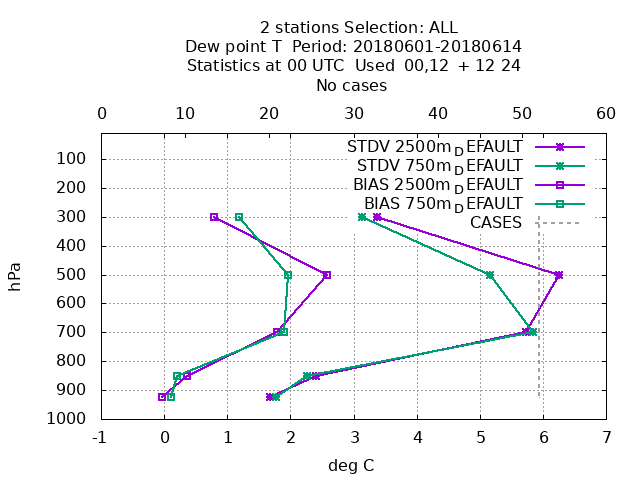 2 stations Selection: ALL
Dew point T  Period: 20180601-20180614
Statistics at 00 UTC  Used  00,12  + 12 24
No cases
0 10 20 30 40 50 60
STDV 2500m_DEFAULT
STDV 750m_DEFAULT
BIAS 2500m_DEFAULT
BIAS 750m_DEFAULT
CASES
100
200
300
400
500
600
700
800
900
1000
hPa
-1 0 1 2 3 4 5 6 7
deg C